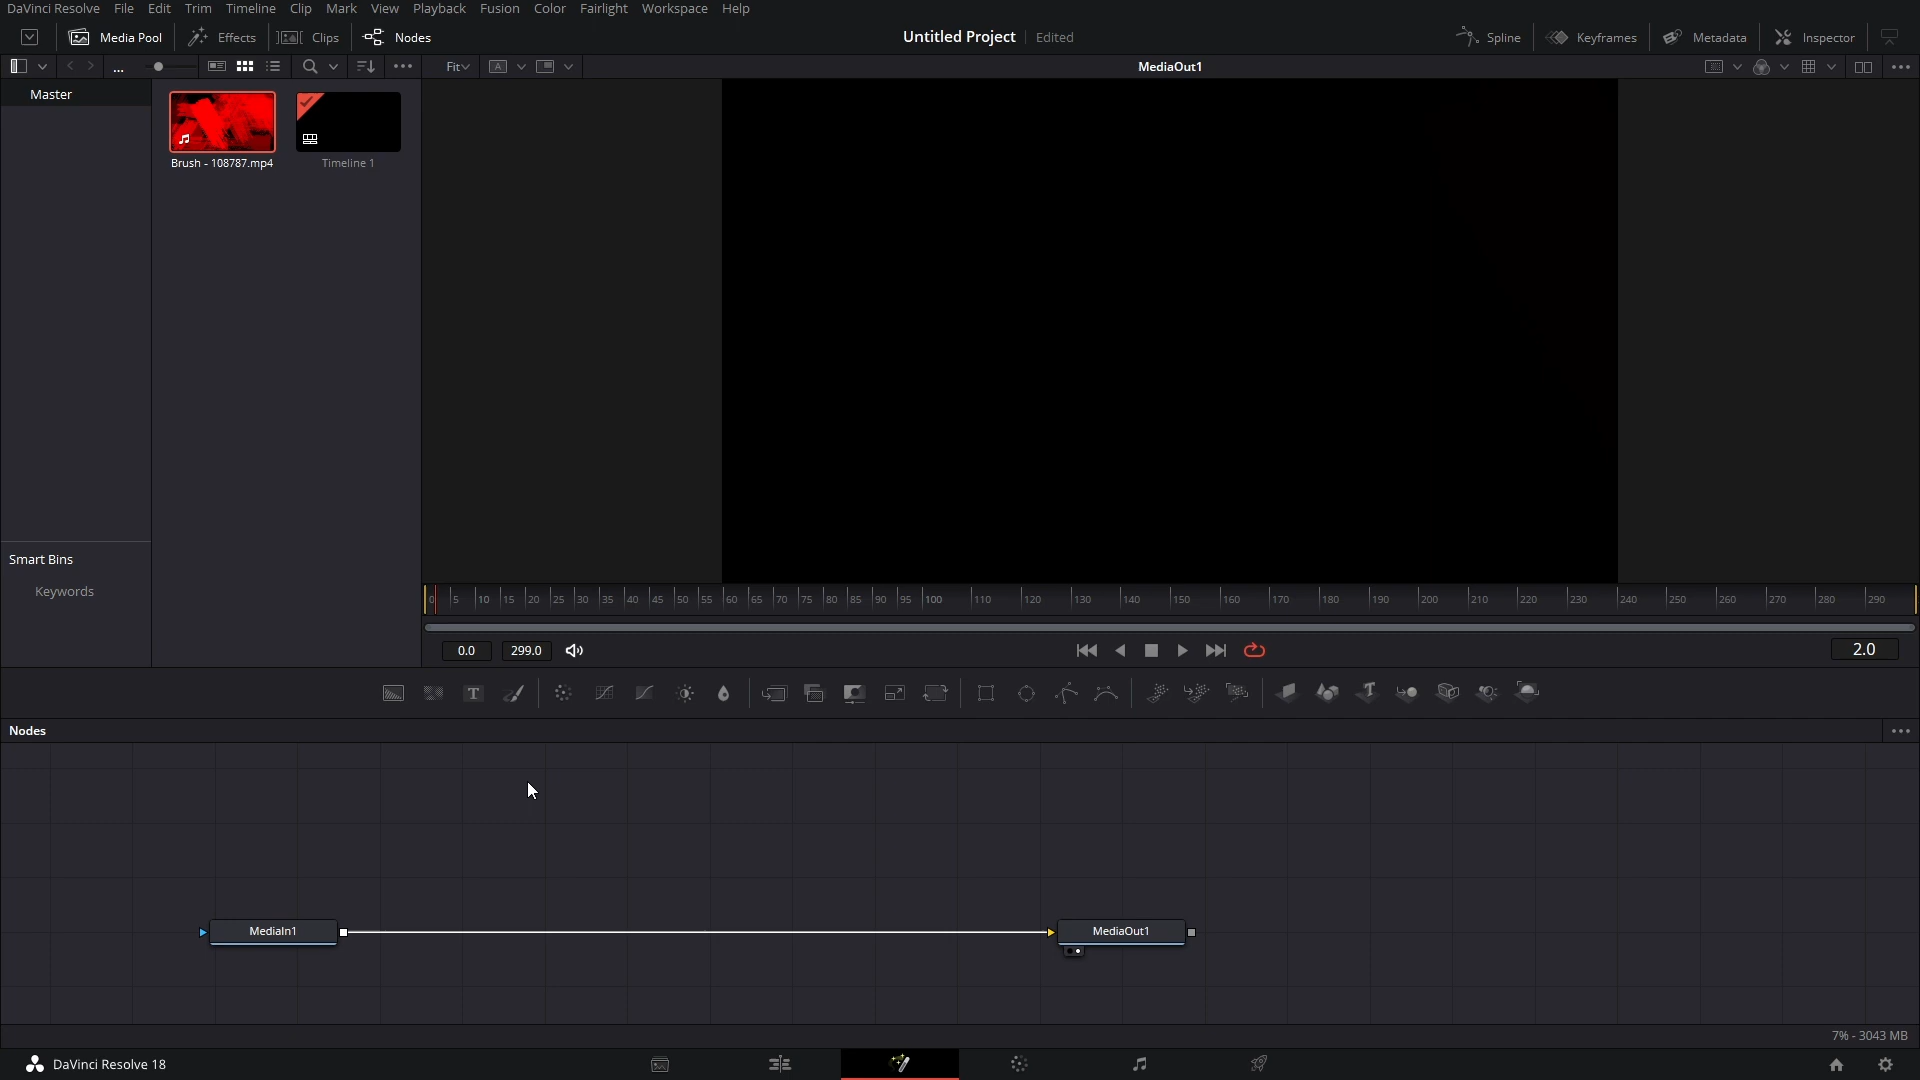 DaVinci Resolve File Edit Trim Timeline Clip Mark View Playback Fusion Color Fairlight Workspace Help
Media Pool Effects Clips Nodes Untitled Project Edited Spline Keyframes Metadata Inspector
... Fit A MediaOut1
Master
Brush - 108787.mp4 Timeline 1
Smart Bins
Keywords
0 5 10 15 20 25 30 35 40 45 50 55 60 65 70 75 80 85 90 95 100 110 120 130 140 150 160 170 180 190 200 210 220 230 240 250 260 270 280 290
0.0 299.0 2.0
T T
Nodes
MediaIn1 MediaOut1
7% - 3043 MB
DaVinci Resolve 18